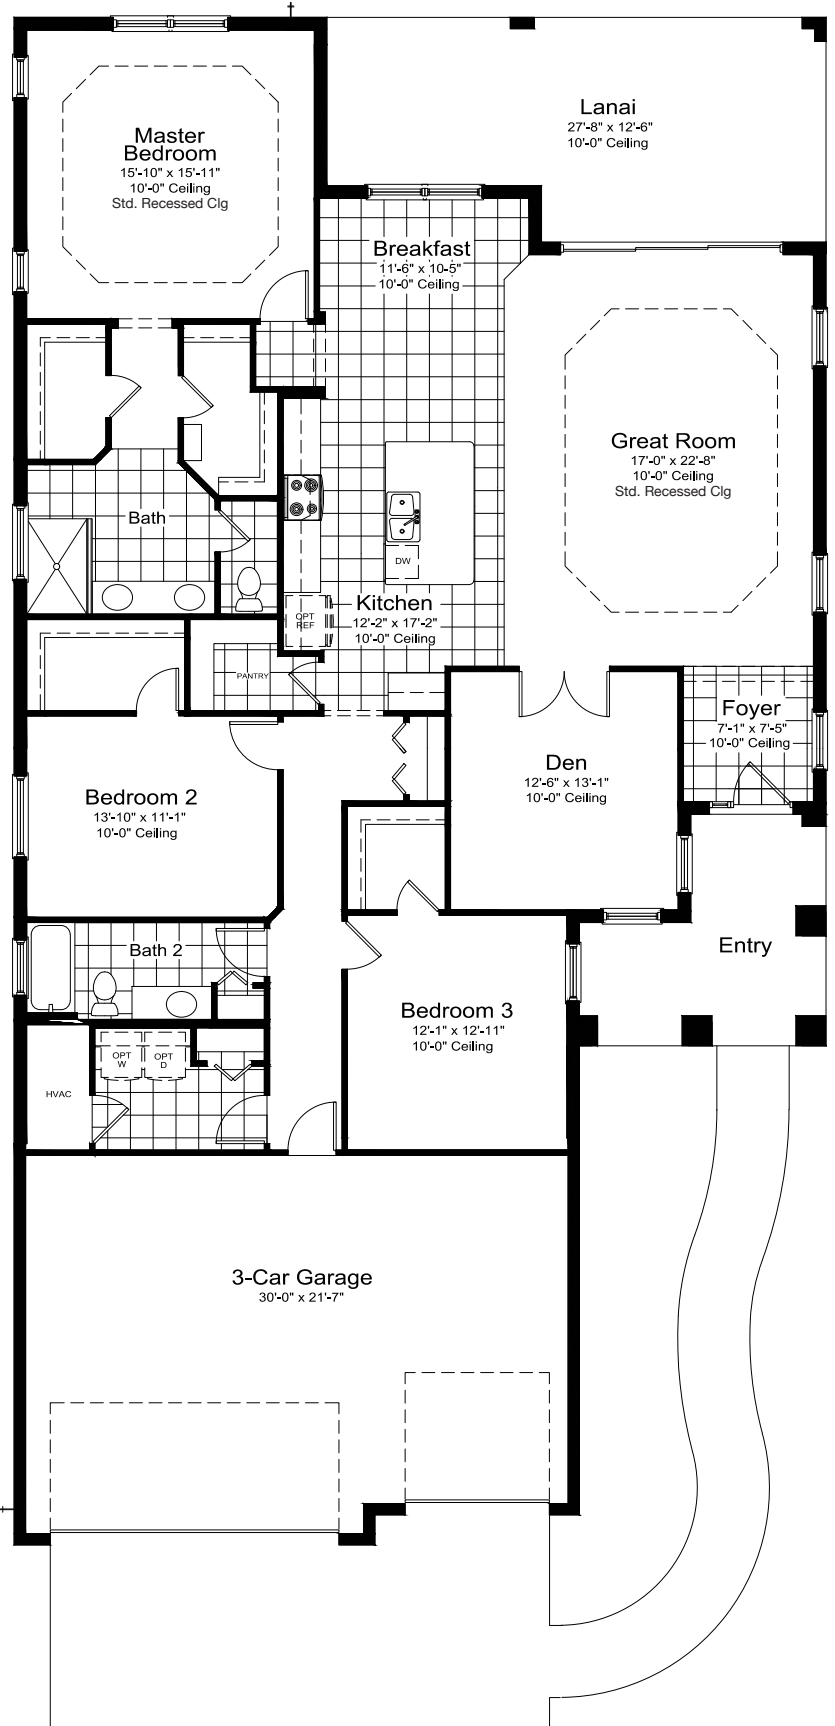 Lanai
27'-8" x 12'-6"
10'-0" Ceiling
Master
Bedroom
15'-10" x 15'-11"
10'-0" Ceiling
Std. Recessed Clg
Breakfast
11'-6" x 10'-5"
10'-0" Ceiling
Great Room
17'-0" x 22'-8"
10'-0" Ceiling
Std. Recessed Clg
Bath
DW
Kitchen
12'-2" x 17'-2"
10'-0" Ceiling
OPT
REF
PANTRY
Foyer
7'-1" x 7'-5"
10'-0" Ceiling
Den
12'-6" x 13'-1"
10'-0" Ceiling
Bedroom 2
13'-10" x 11'-1"
10'-0" Ceiling
Bath 2
Entry
Bedroom 3
12'-1" x 12'-11"
10'-0" Ceiling
OPT
W
OPT
D
HVAC
3-Car Garage
30'-0" x 21'-7"